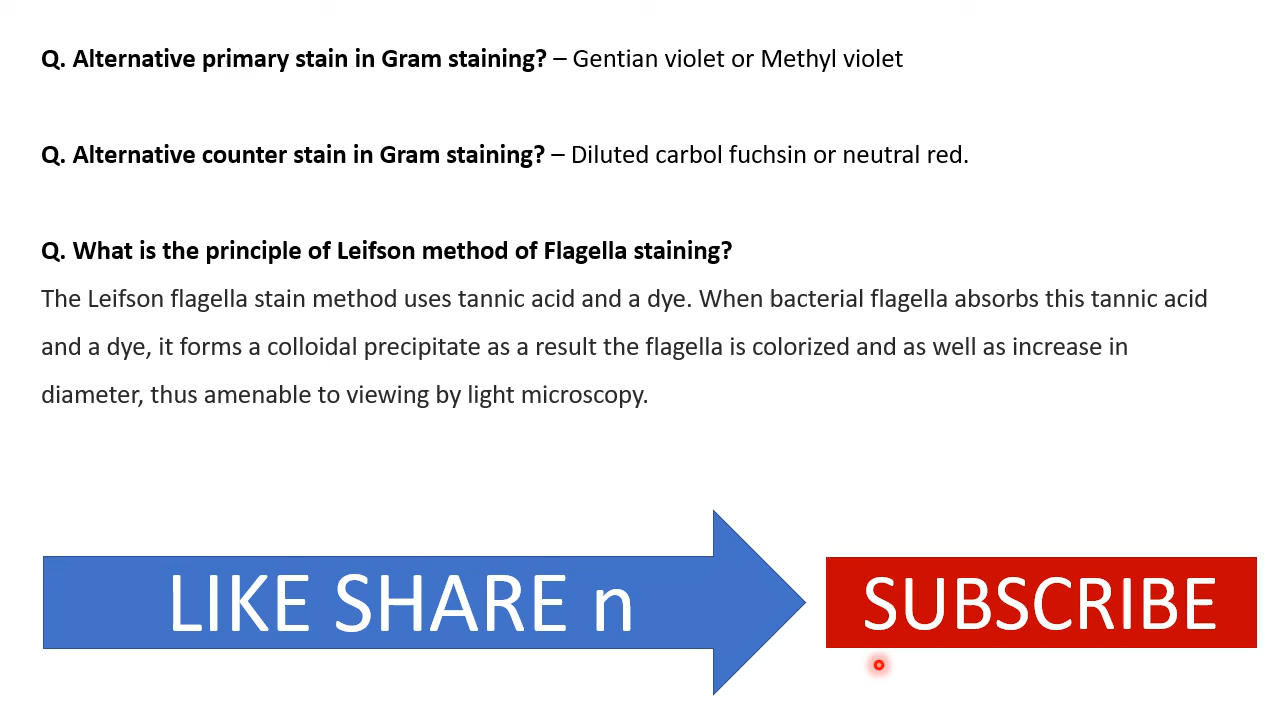 Q. Alternative primary stain in Gram staining? – Gentian violet or Methyl violet
Q. Alternative counter stain in Gram staining? – Diluted carbol fuchsin or neutral red.
Q. What is the principle of Leifson method of Flagella staining?
The Leifson flagella stain method uses tannic acid and a dye. When bacterial flagella absorbs this tannic acid
and a dye, it forms a colloidal precipitate as a result the flagella is colorized and as well as increase in
diameter, thus amenable to viewing by light microscopy.
LIKE SHARE n
SUBSCRIBE